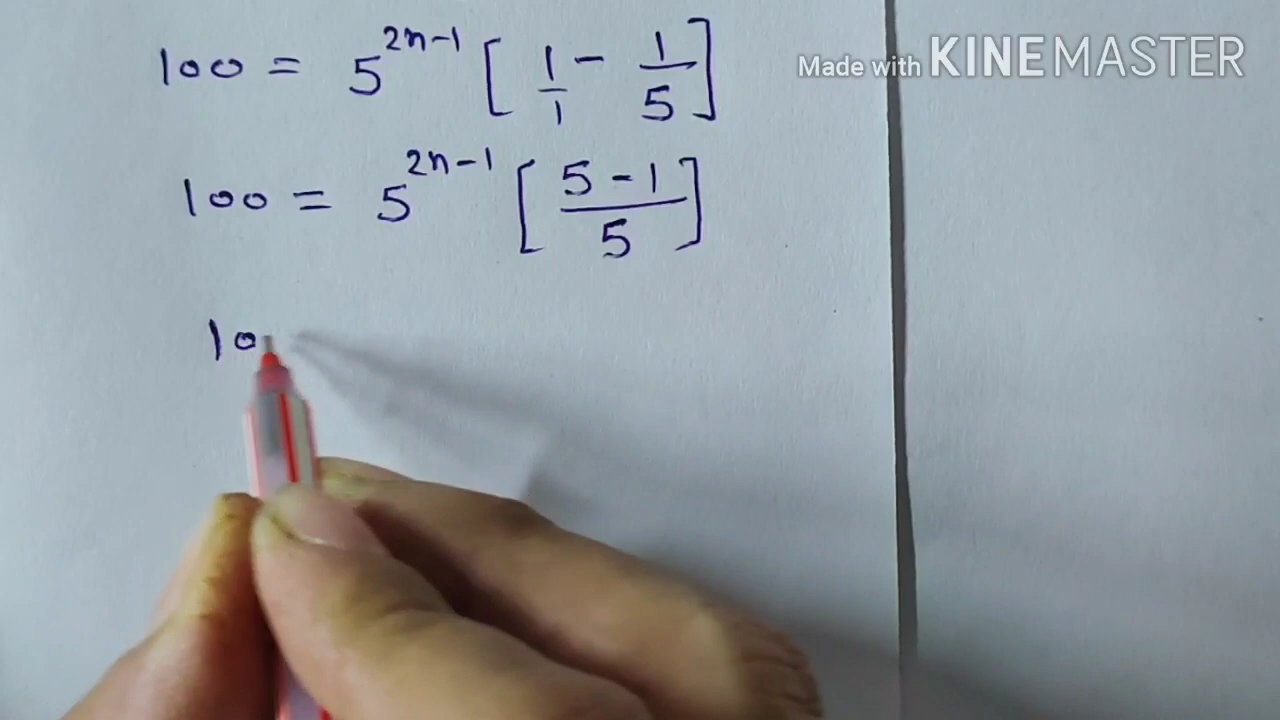 100 = 5^{2n-1} [ 1/1 - 1/5 ]
Made with KINEMASTER
100 = 5^{2n-1} [ 5-1/5 ]
10